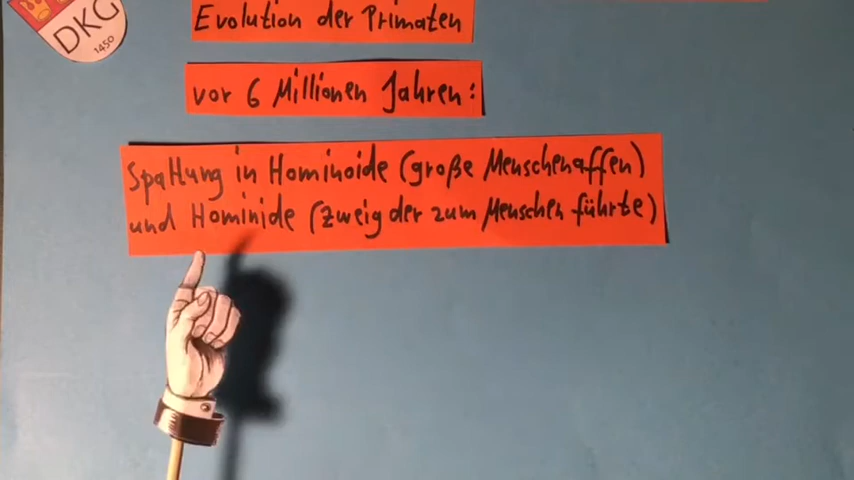 DKG
1450
Evolution der Primaten
vor 6 Millionen Jahren:
Spaltung in Hominoide (große Menschenaffen)
und Hominide (Zweig der zum Menschen führte)